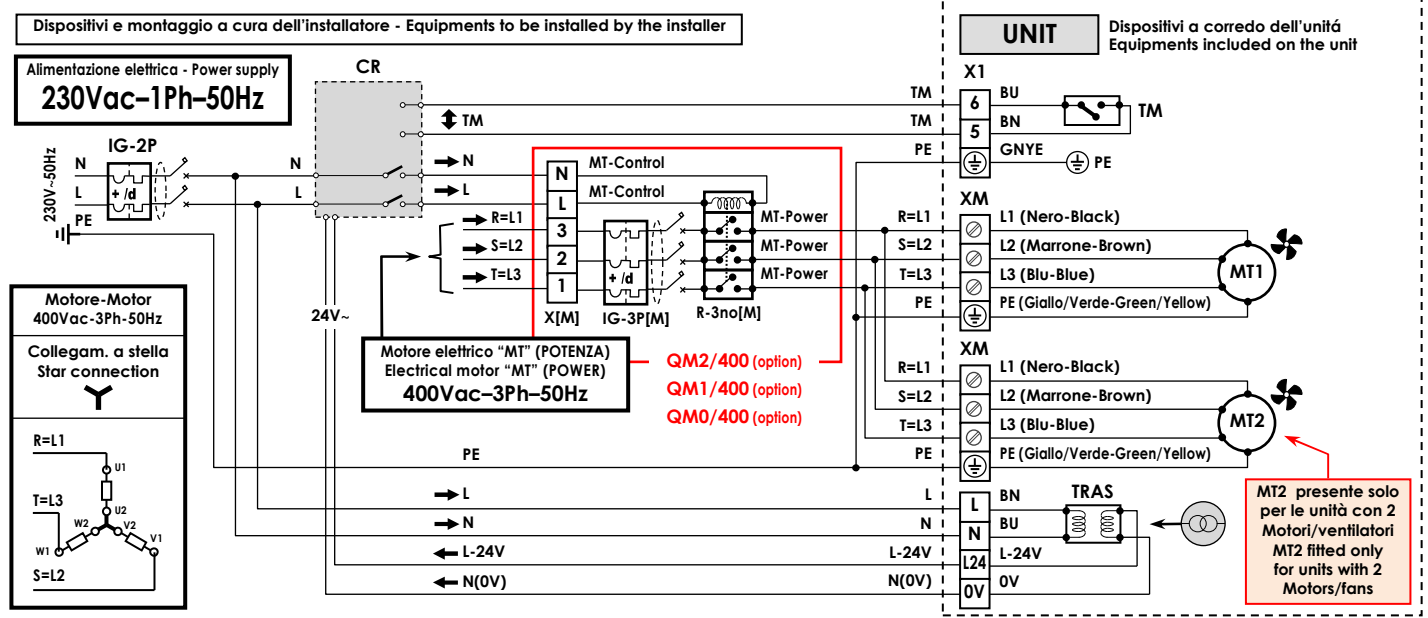 Dispositivi e montaggio a cura dell'installatore - Equipments to be installed by the installer
UNIT
Dispositivi a corredo dell'unitá
Equipments included on the unit
Alimentazione elettrica - Power supply
230Vac–1Ph–50Hz
CR
X1
TM
6
BU
TM
TM
TM
5
BN
PE
GNYE
PE
IG-2P
230V~50Hz
N
L
PE
+ /d
N
L
N
L
N
L
3
2
1
X[M]
MT-Control
MT-Control
R=L1
S=L2
T=L3
+ /d
IG-3P[M]
R-3no[M]
MT-Power
MT-Power
MT-Power
XM
R=L1
L1 (Nero-Black)
S=L2
L2 (Marrone-Brown)
T=L3
L3 (Blu-Blue)
PE
PE (Giallo/Verde-Green/Yellow)
MT1
Motore-Motor
400Vac-3Ph-50Hz
Collegam. a stella
Star connection
R=L1
U1
U2
T=L3
W2
V2
W1
V1
S=L2
24V~
Motore elettrico "MT" (POTENZA)
Electrical motor "MT" (POWER)
400Vac–3Ph–50Hz
QM2/400 (option)
QM1/400 (option)
QM0/400 (option)
XM
R=L1
L1 (Nero-Black)
S=L2
L2 (Marrone-Brown)
T=L3
L3 (Blu-Blue)
PE
PE
PE (Giallo/Verde-Green/Yellow)
MT2
L
L
L
BN
N
N
N
BU
L-24V
L-24V
L24
L-24V
N(0V)
N(0V)
0V
0V
TRAS
MT2 presente solo
per le unità con 2
Motori/ventilatori
MT2 fitted only
for units with 2
Motors/fans